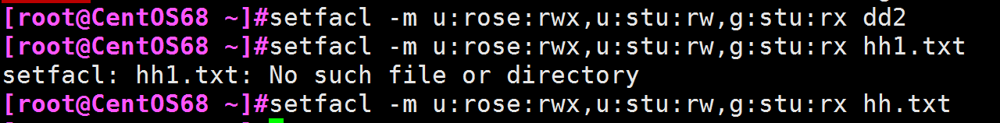 [root@CentOS68 ~]#setfacl -m u:rose:rwx,u:stu:rw,g:stu:rx dd2
[root@CentOS68 ~]#setfacl -m u:rose:rwx,u:stu:rw,g:stu:rx hh1.txt
setfacl: hh1.txt: No such file or directory
[root@CentOS68 ~]#setfacl -m u:rose:rwx,u:stu:rw,g:stu:rx hh.txt